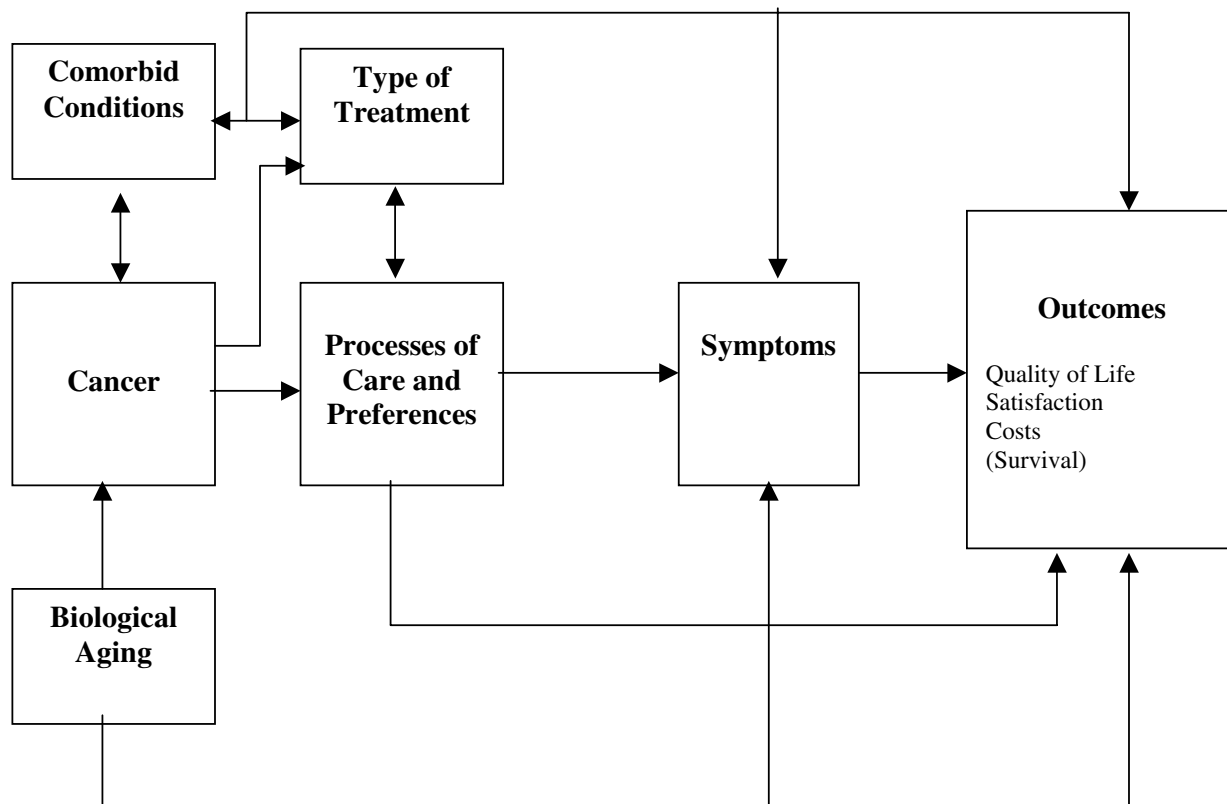 Comorbid
Conditions
Type of
Treatment
Cancer
Processes of
Care and
Preferences
Symptoms
Outcomes
Quality of Life
Satisfaction
Costs
(Survival)
Biological
Aging